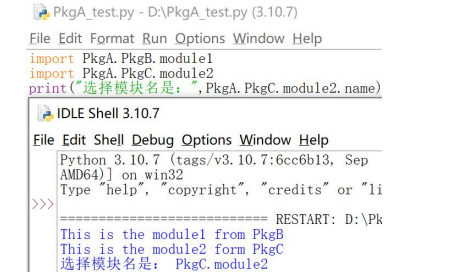 PkgA_test.py - D:\PkgA_test.py (3.10.7)
File Edit Format Run Options Window Help
import PkgA.PkgB.module1
import PkgA.PkgC.module2
print("选择模块名是：",PkgA.PkgC.module2.name)
IDLE Shell 3.10.7
File Edit Shell Debug Options Window Help
Python 3.10.7 (tags/v3.10.7:6cc6b13, Sep
AMD64)] on win32
Type "help", "copyright", "credits" or "li
>>>
=========================== RESTART: D:\Pk
This is the module1 from PkgB
This is the module2 form PkgC
选择模块名是： PkgC.module2